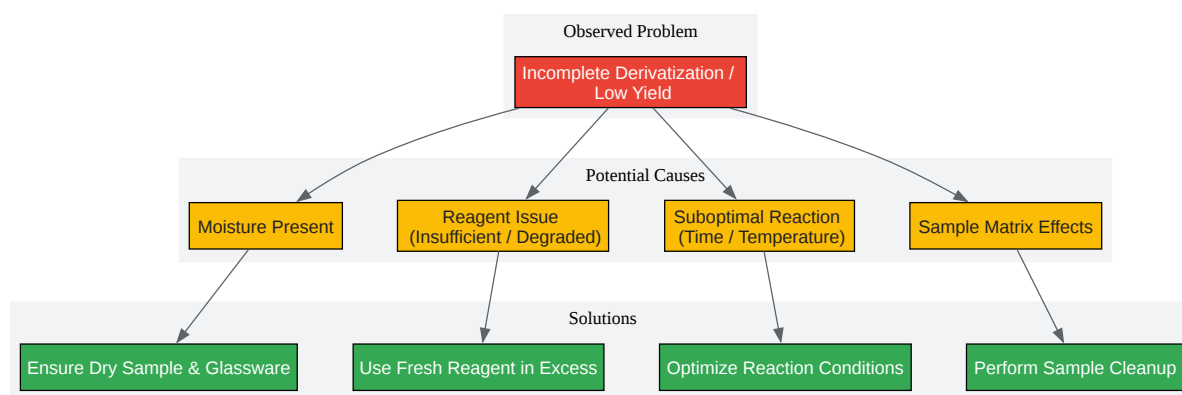 Observed Problem
Incomplete Derivatization /
Low Yield
Potential Causes
Moisture Present
Reagent Issue
(Insufficient / Degraded)
Suboptimal Reaction
(Time / Temperature)
Sample Matrix Effects
Solutions
Ensure Dry Sample & Glassware
Use Fresh Reagent in Excess
Optimize Reaction Conditions
Perform Sample Cleanup